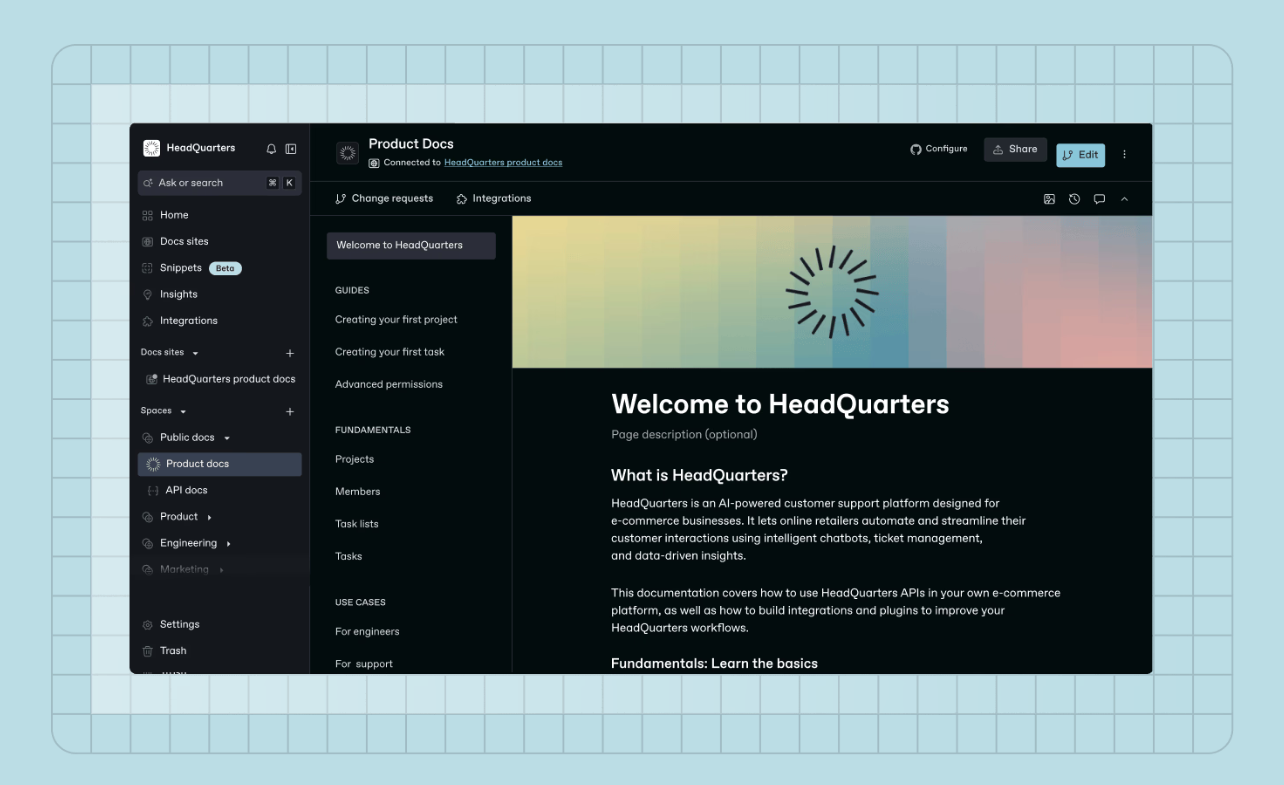 HeadQuarters
Ask or search ⌘ K
Home
Docs sites
Snippets Beta
Insights
Integrations
Docs sites
HeadQuarters product docs
Spaces
Public docs
Product docs
API docs
Product
Engineering
Marketing
Settings
Trash
Product Docs
Connected to HeadQuarters product docs
Configure
Share
Edit
Change requests
Integrations
Welcome to HeadQuarters
GUIDES
Creating your first project
Creating your first task
Advanced permissions
FUNDAMENTALS
Projects
Members
Task lists
Tasks
USE CASES
For engineers
For support
Welcome to HeadQuarters
Page description (optional)
What is HeadQuarters?
HeadQuarters is an AI-powered customer support platform designed for
e-commerce businesses. It lets online retailers automate and streamline their
customer interactions using intelligent chatbots, ticket management,
and data-driven insights.
This documentation covers how to use HeadQuarters APIs in your own e-commerce
platform, as well as how to build integrations and plugins to improve your
HeadQuarters workflows.
Fundamentals: Learn the basics